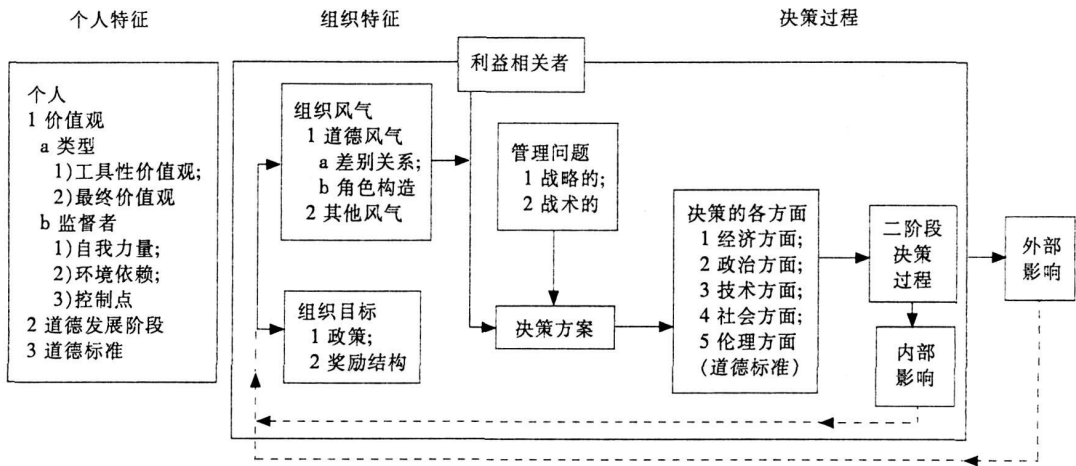 个人特征
组织特征
决策过程
个人
1 价值观
a 类型
1)工具性价值观;
2)最终价值观
b 监督者
1)自我力量;
2)环境依赖;
3)控制点
2 道德发展阶段
3 道德标准
利益相关者
组织风气
1 道德风气
a 差别关系;
b 角色构造
2 其他风气
组织目标
1 政策;
2 奖励结构
管理问题
1 战略的;
2 战术的
决策方案
决策的各方面
1 经济方面;
2 政治方面;
3 技术方面;
4 社会方面;
5 伦理方面
(道德标准)
二阶段
决策
过程
内部
影响
外部
影响